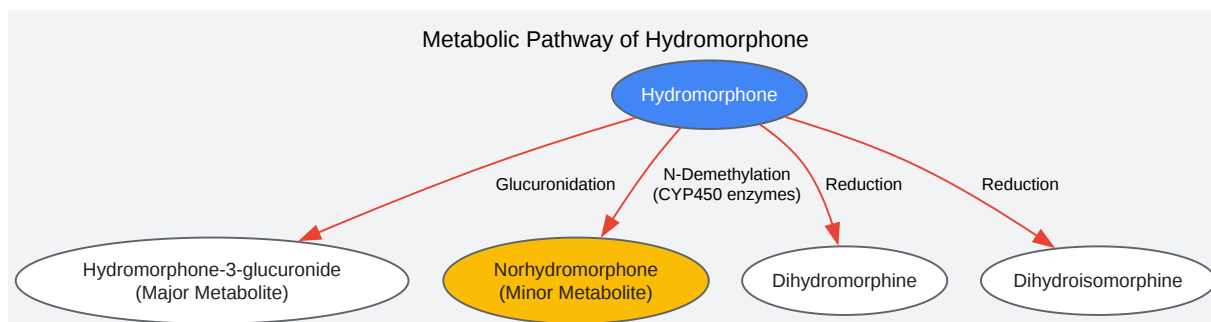 Metabolic Pathway of Hydromorphone
Hydromorphone
Glucuronidation
N-Demethylation
(CYP450 enzymes)
Reduction
Reduction
Hydromorphone-3-glucuronide
(Major Metabolite)
Norhydromorphone
(Minor Metabolite)
Dihydromorphine
Dihydroisomorphine